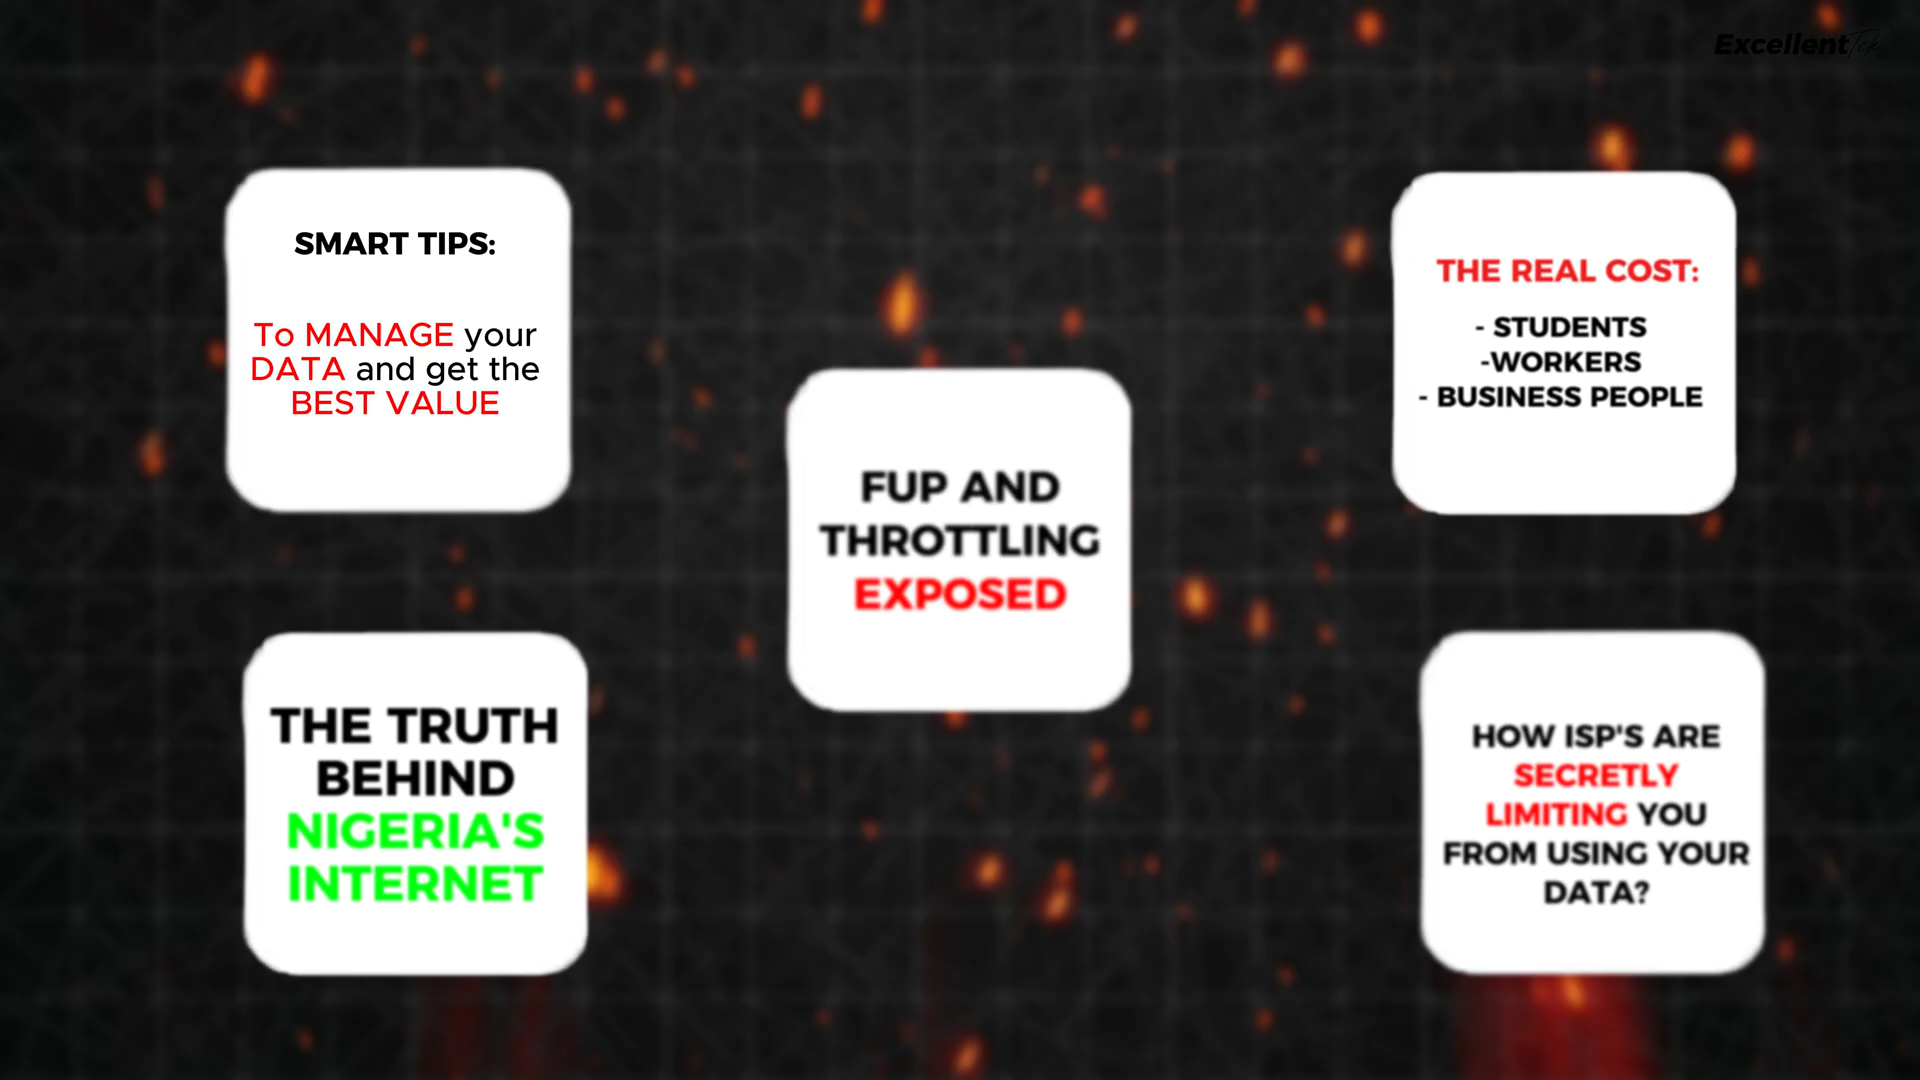 ExcellentTek
SMART TIPS:
To MANAGE your
DATA and get the
BEST VALUE
THE REAL COST:
- STUDENTS
-WORKERS
- BUSINESS PEOPLE
FUP AND
THROTTLING
EXPOSED
THE TRUTH
BEHIND
NIGERIA'S
INTERNET
HOW ISP'S ARE
SECRETLY
LIMITING YOU
FROM USING YOUR
DATA?